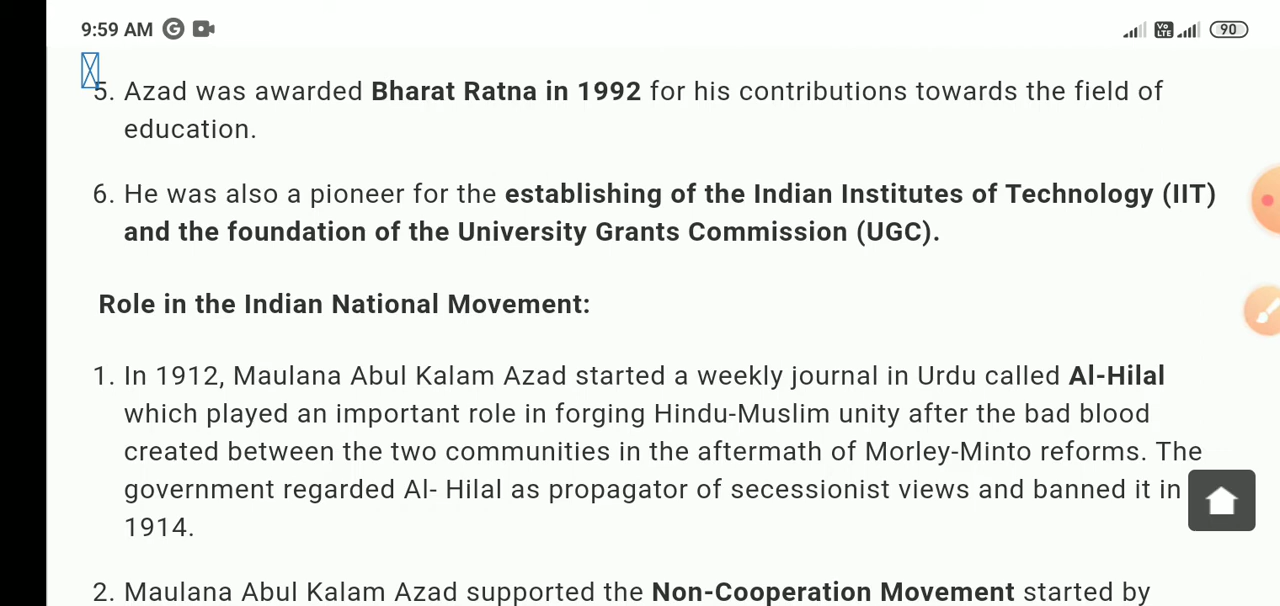 9:59 AM G VoLTE 90
5. Azad was awarded Bharat Ratna in 1992 for his contributions towards the field of
education.
6. He was also a pioneer for the establishing of the Indian Institutes of Technology (IIT)
and the foundation of the University Grants Commission (UGC).
Role in the Indian National Movement:
1. In 1912, Maulana Abul Kalam Azad started a weekly journal in Urdu called Al-Hilal
which played an important role in forging Hindu-Muslim unity after the bad blood
created between the two communities in the aftermath of Morley-Minto reforms. The
government regarded Al- Hilal as propagator of secessionist views and banned it in
1914.
2. Maulana Abul Kalam Azad supported the Non-Cooperation Movement started by